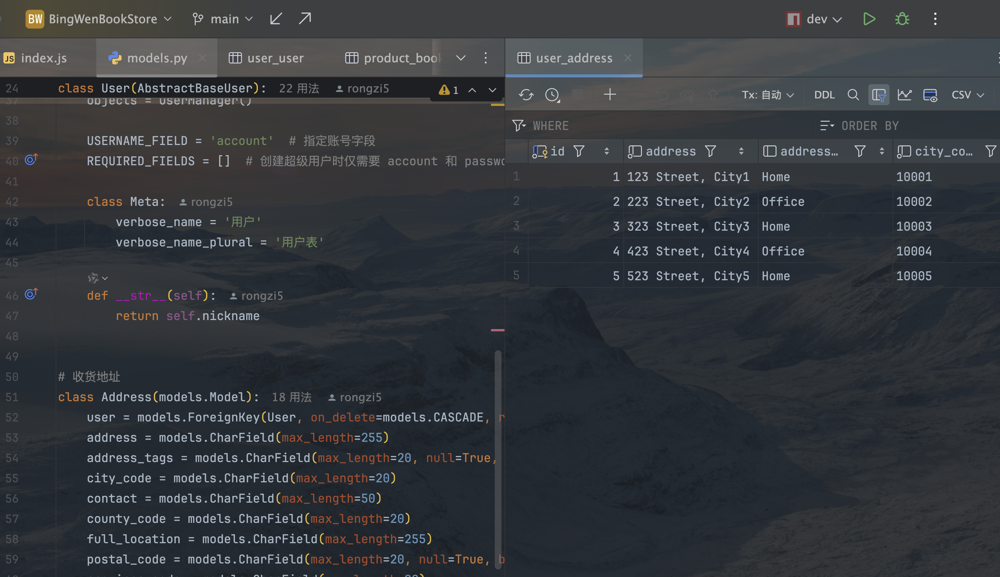 BW BingWenBookStore main dev
JS index.js models.py user_user product_boo
24 class User(AbstractBaseUser): 22 用法 rongzi5 1
37 objects = UserManager()
38
39 USERNAME_FIELD = 'account' # 指定账号字段
40 REQUIRED_FIELDS = [] # 创建超级用户时仅需要 account 和 passwo
41
42 class Meta: rongzi5
43 verbose_name = '用户'
44 verbose_name_plural = '用户表'
45
46 def __str__(self): rongzi5
47 return self.nickname
48
49
50 # 收货地址
51 class Address(models.Model): 18 用法 rongzi5
52 user = models.ForeignKey(User, on_delete=models.CASCADE, r
53 address = models.CharField(max_length=255)
54 address_tags = models.CharField(max_length=20, null=True,
55 city_code = models.CharField(max_length=20)
56 contact = models.CharField(max_length=50)
57 county_code = models.CharField(max_length=20)
58 full_location = models.CharField(max_length=255)
59 postal_code = models.CharField(max_length=20, null=True, b
user_address
Tx: 自动 DDL CSV
WHERE ORDER BY
id address address… city_co…
1 1 123 Street, City1 Home 10001
2 2 223 Street, City2 Office 10002
3 3 323 Street, City3 Home 10003
4 4 423 Street, City4 Office 10004
5 5 523 Street, City5 Home 10005